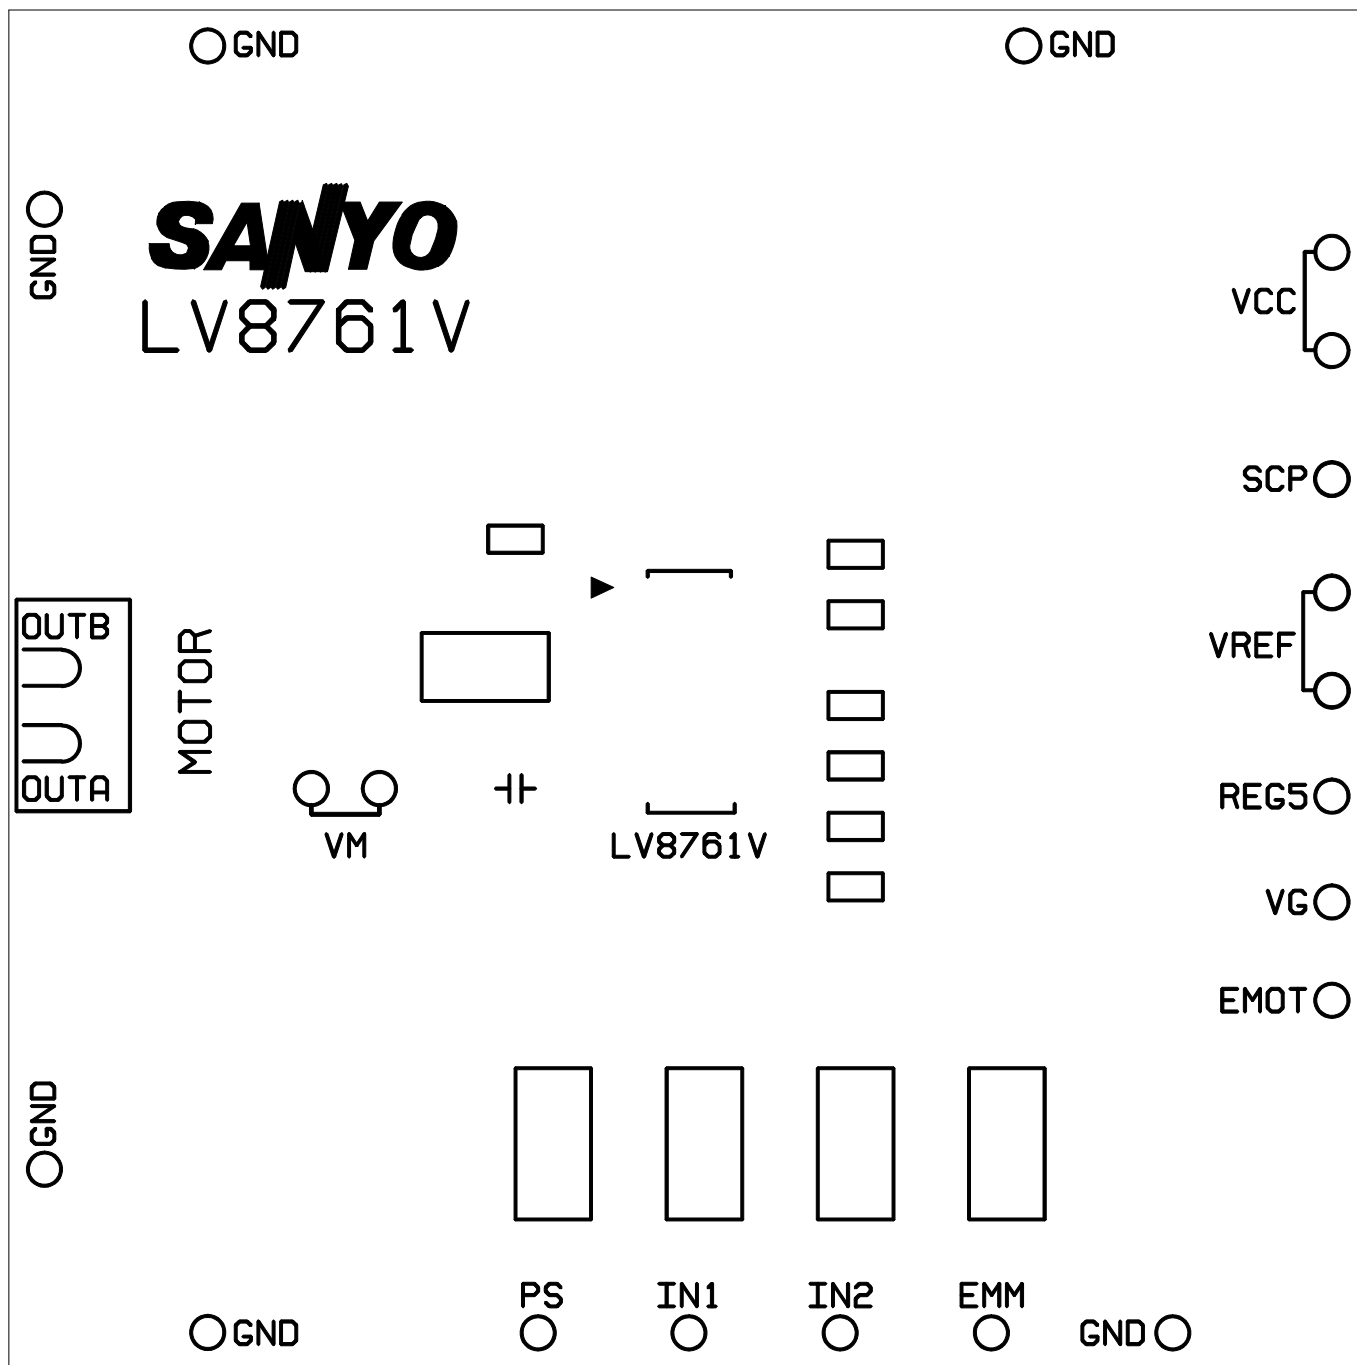 GND
GND
GND
SANYO
LV8761V
VCC
SCP
OUTB
MOTOR
VREF
OUTA
REG5
VM
LV8761V
VG
EMOT
GND
PS
IN1
IN2
EMM
GND
GND